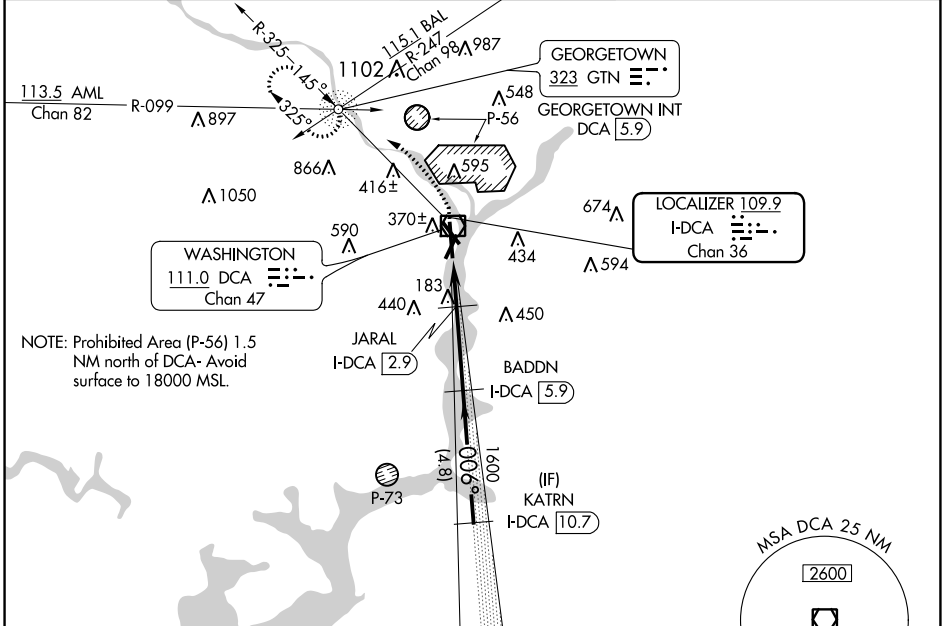 R-325
145°
115.1 BAL
R-247
Chan 98
987
1102
GEORGETOWN
323 GTN
GEORGETOWN INT
DCA 5.9
113.5 AML
Chan 82
R-099
897
325°
548
P-56
866
416±
595
1050
370±
674
LOCALIZER 109.9
I-DCA
Chan 36
590
434
594
WASHINGTON
111.0 DCA
Chan 47
183
440
450
NOTE: Prohibited Area (P-56) 1.5
NM north of DCA- Avoid
surface to 18000 MSL.
JARAL
I-DCA 2.9
BADDN
I-DCA 5.9
006°
1600
(4.8)
P-73
(IF)
KATRN
I-DCA 10.7
MSA DCA 25 NM
2600